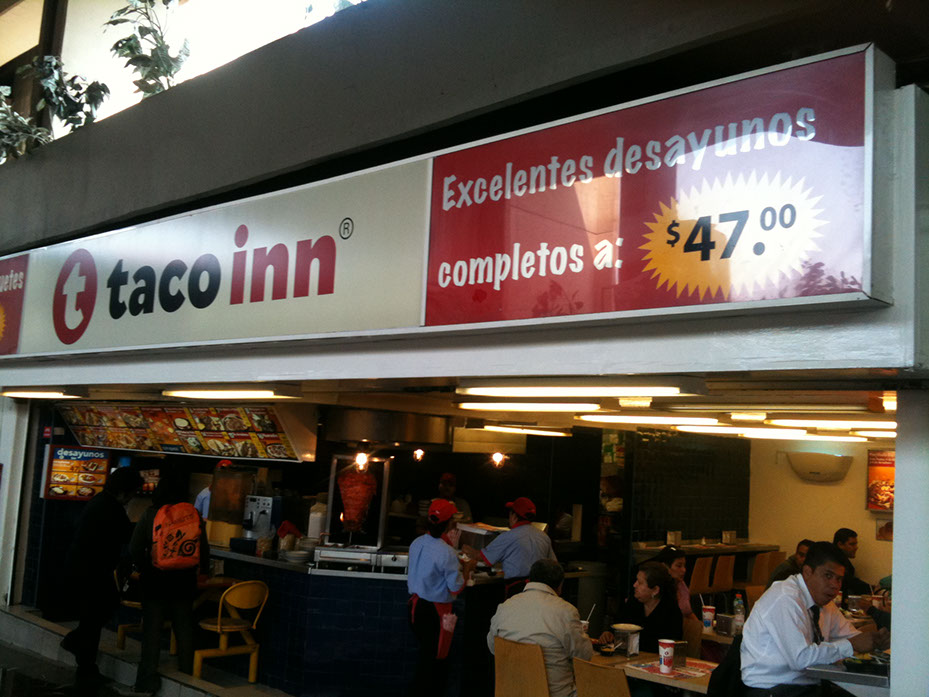 t taco inn ®
Excelentes desayunos
completos a:
$47.00
desayunos